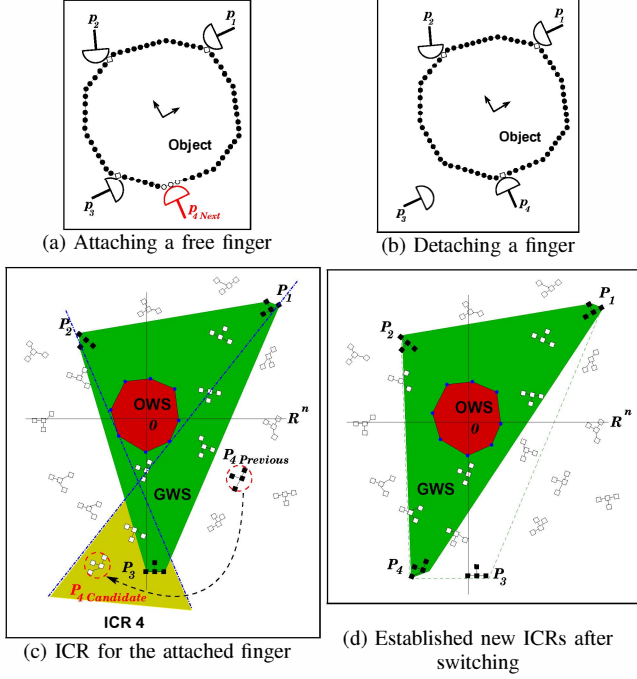 p2
p1
Object
p3
p4 Next
(a) Attaching a free finger
p2
p1
Object
p3
p4
(b) Detaching a finger
P1
P2
OWS
0
R^n
P4 Previous
GWS
P3
P4 Candidate
ICR 4
(c) ICR for the attached finger
P1
P2
OWS
0
R^n
GWS
P4
P3
(d) Established new ICRs after
switching